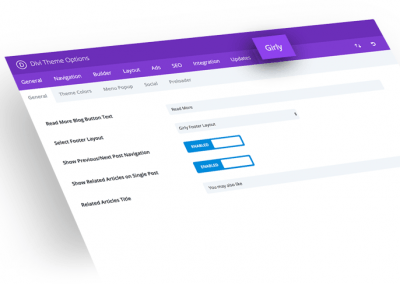 Divi Theme Options
General Navigation Builder Layout Ads SEO Integration Updates Girly
General Theme Colors Menu Popup Social Preloader
Read More Blog Button Text Read More
Select Footer Layout Girly Footer Layout
Show Previous/Next Post Navigation ENABLED
Show Related Articles on Single Post ENABLED
Related Articles Title You may also like